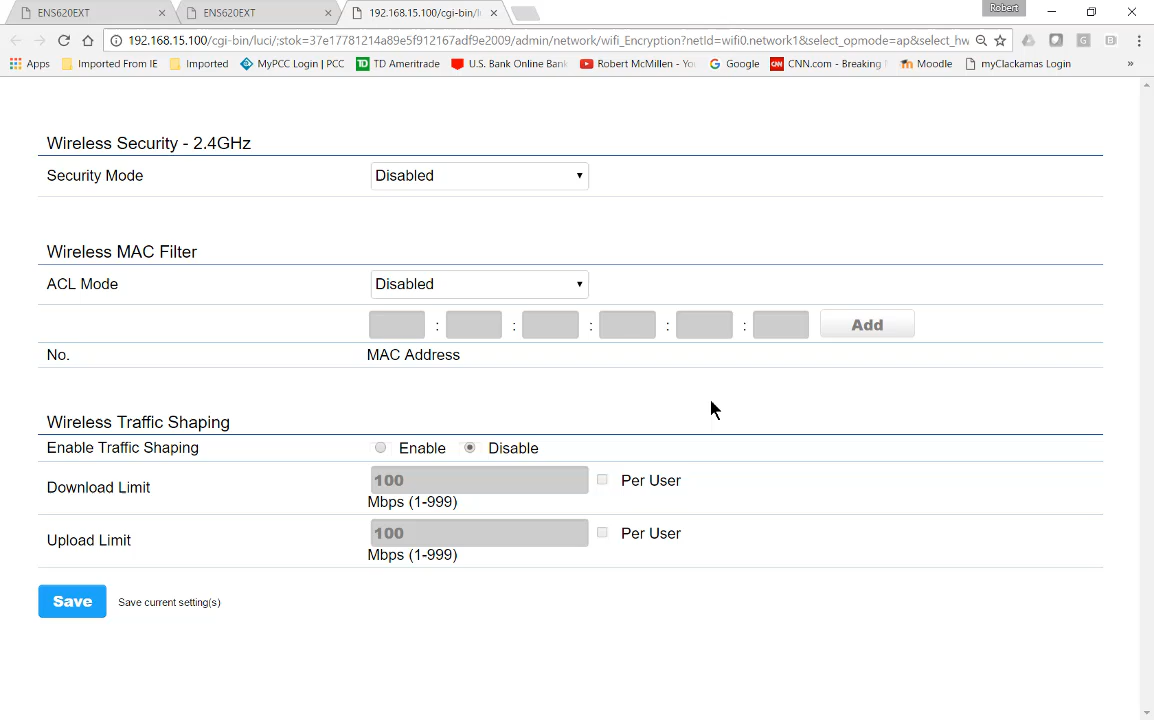 ENS620EXT
ENS620EXT
192.168.15.100/cgi-bin/l
Robert
192.168.15.100/cgi-bin/luci/;stok=37e17781214a89e5f912167adf9e2009/admin/network/wifi_Encryption?netId=wifi0.network1&select_opmode=ap&select_hw
Apps Imported From IE Imported MyPCC Login | PCC TD Ameritrade U.S. Bank Online Bank Robert McMillen - Yo Google CNN.com - Breaking Moodle myClackamas Login »
Wireless Security - 2.4GHz
Security Mode Disabled
Wireless MAC Filter
ACL Mode Disabled
: : : : : Add
No. MAC Address
Wireless Traffic Shaping
Enable Traffic Shaping Enable Disable
Download Limit 100 Per User
Mbps (1-999)
Upload Limit 100 Per User
Mbps (1-999)
Save Save current setting(s)